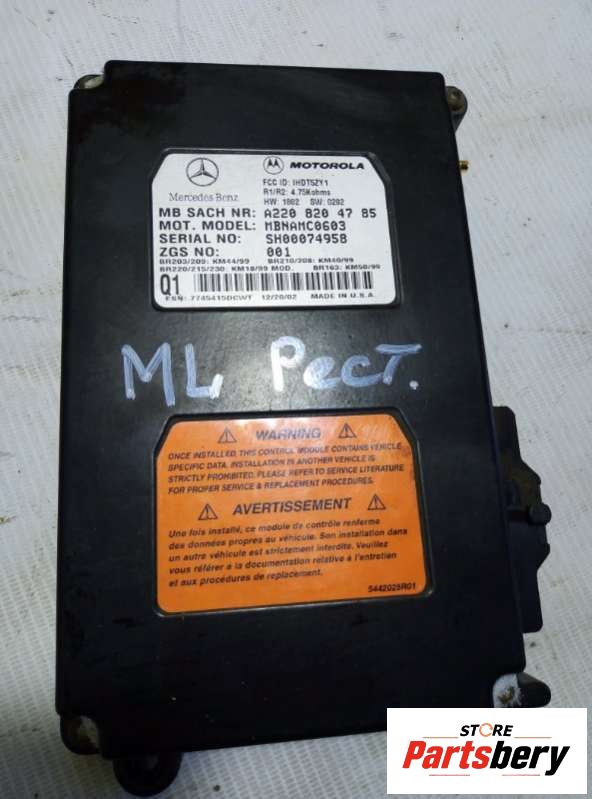 MOTOROLA
Mercedes Benz
FCC ID: IHDT5ZY1
R1/R2: 4.75Kohms
HW: 1802 SW: 0292
MB SACH NR: A220 820 47 85
MOT. MODEL: MBNAMC0603
SERIAL NO: SH00074958
ZGS NO: 001
BR203/209: KM44/99 BR210/208: KM40/99
BR220/215/230: KM18/99 MOD. BR163: KM50/99
Q1
ESN: 7745415DCWT 12/20/02 MADE IN U.S.A.
ML Рест.
WARNING
ONCE INSTALLED, THIS CONTROL MODULE CONTAINS VEHICLE
SPECIFIC DATA. INSTALLATION IN ANOTHER VEHICLE IS
STRICTLY PROHIBITED. PLEASE REFER TO SERVICE LITERATURE
FOR PROPER SERVICE & REPLACEMENT PROCEDURES.
AVERTISSEMENT
Une fois installé, ce module de contrôle renferme
des données propres au véhicule. Son installation dans
un autre véhicule est strictement interdite. Veuillez
vous référer à la documentation relative à l'entretien
et aux procédures de remplacement.
5442025R01
STORE
Partsbery